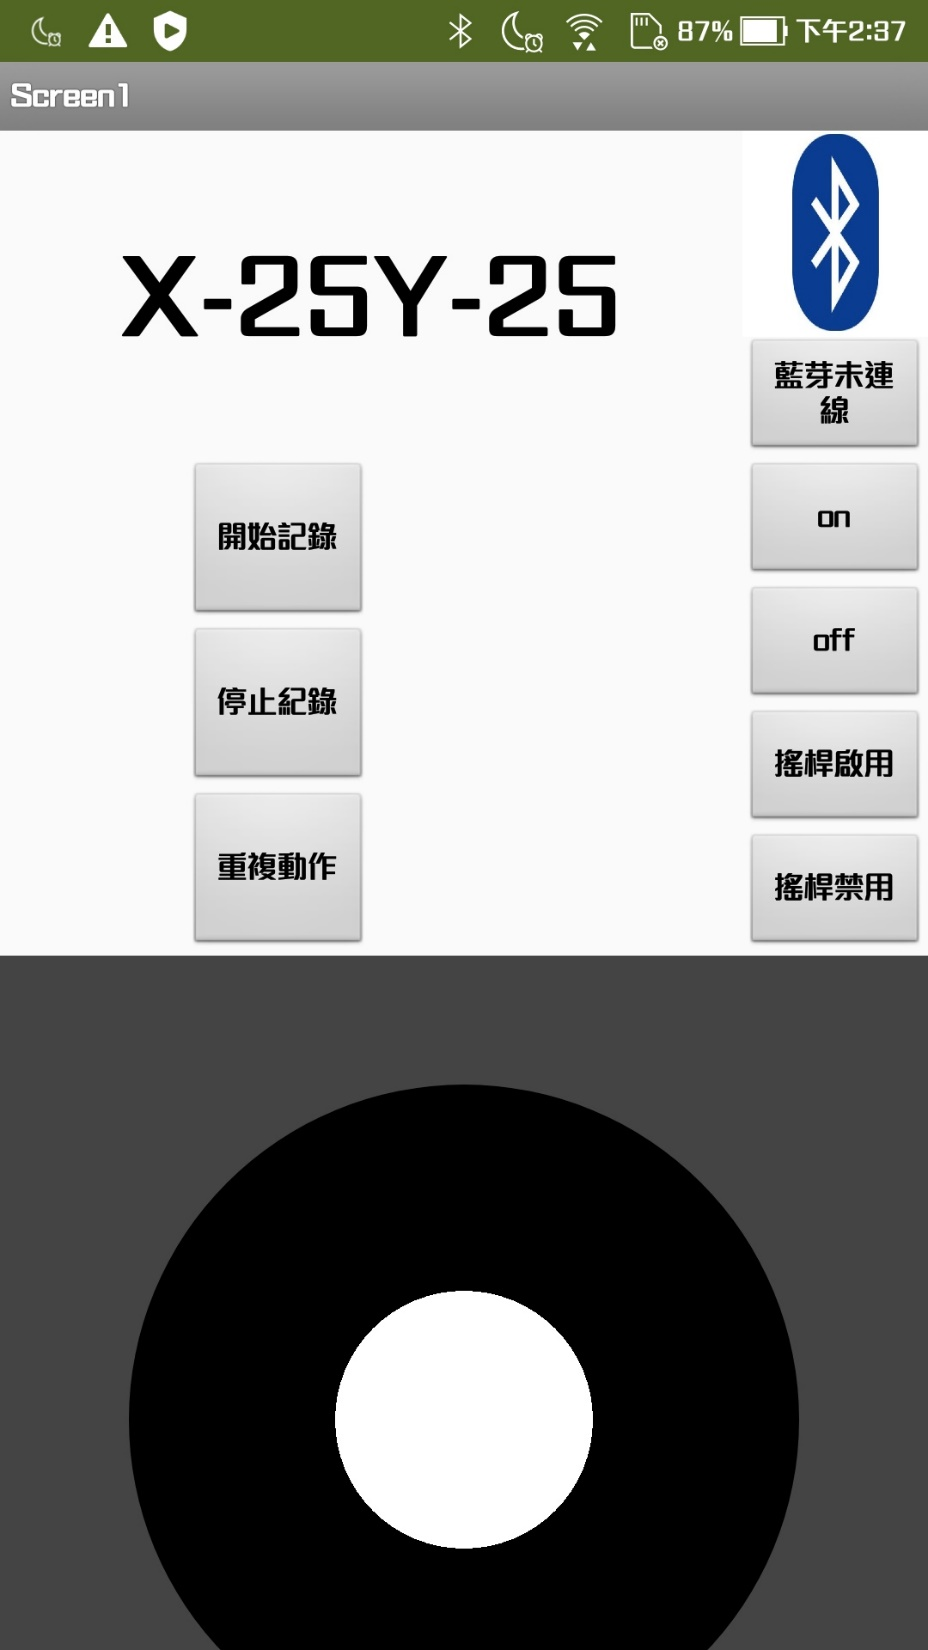 87% 下午2:37
Screen1
X-25Y-25
藍芽未連
線
開始記錄
on
停止紀錄
off
重複動作
搖桿啟用
搖桿禁用